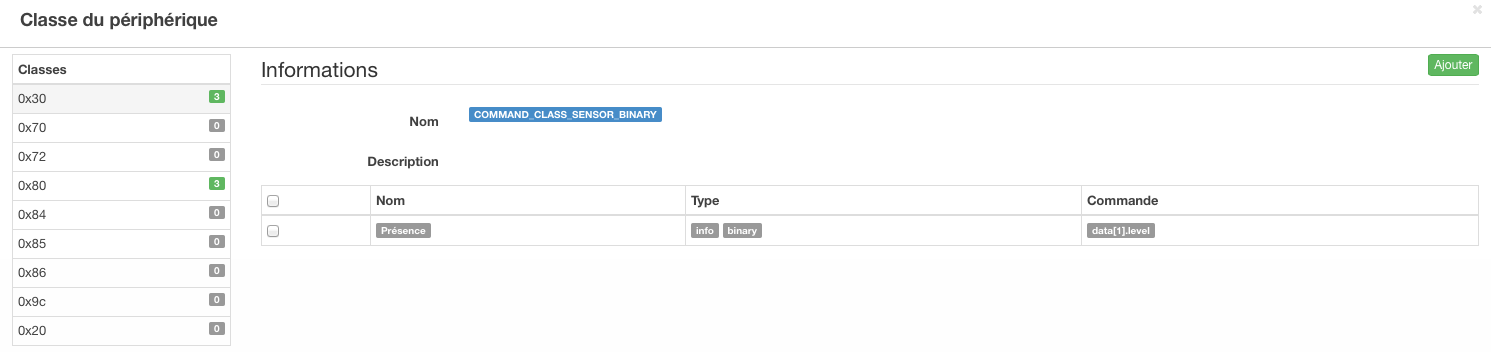 Classe du périphérique
×
Classes
0x30 3
0x70 0
0x72 0
0x80 3
0x84 0
0x85 0
0x86 0
0x9c 0
0x20 0
Informations
Ajouter
Nom COMMAND_CLASS_SENSOR_BINARY
Description
Nom Type Commande
Présence info binary data[1].level